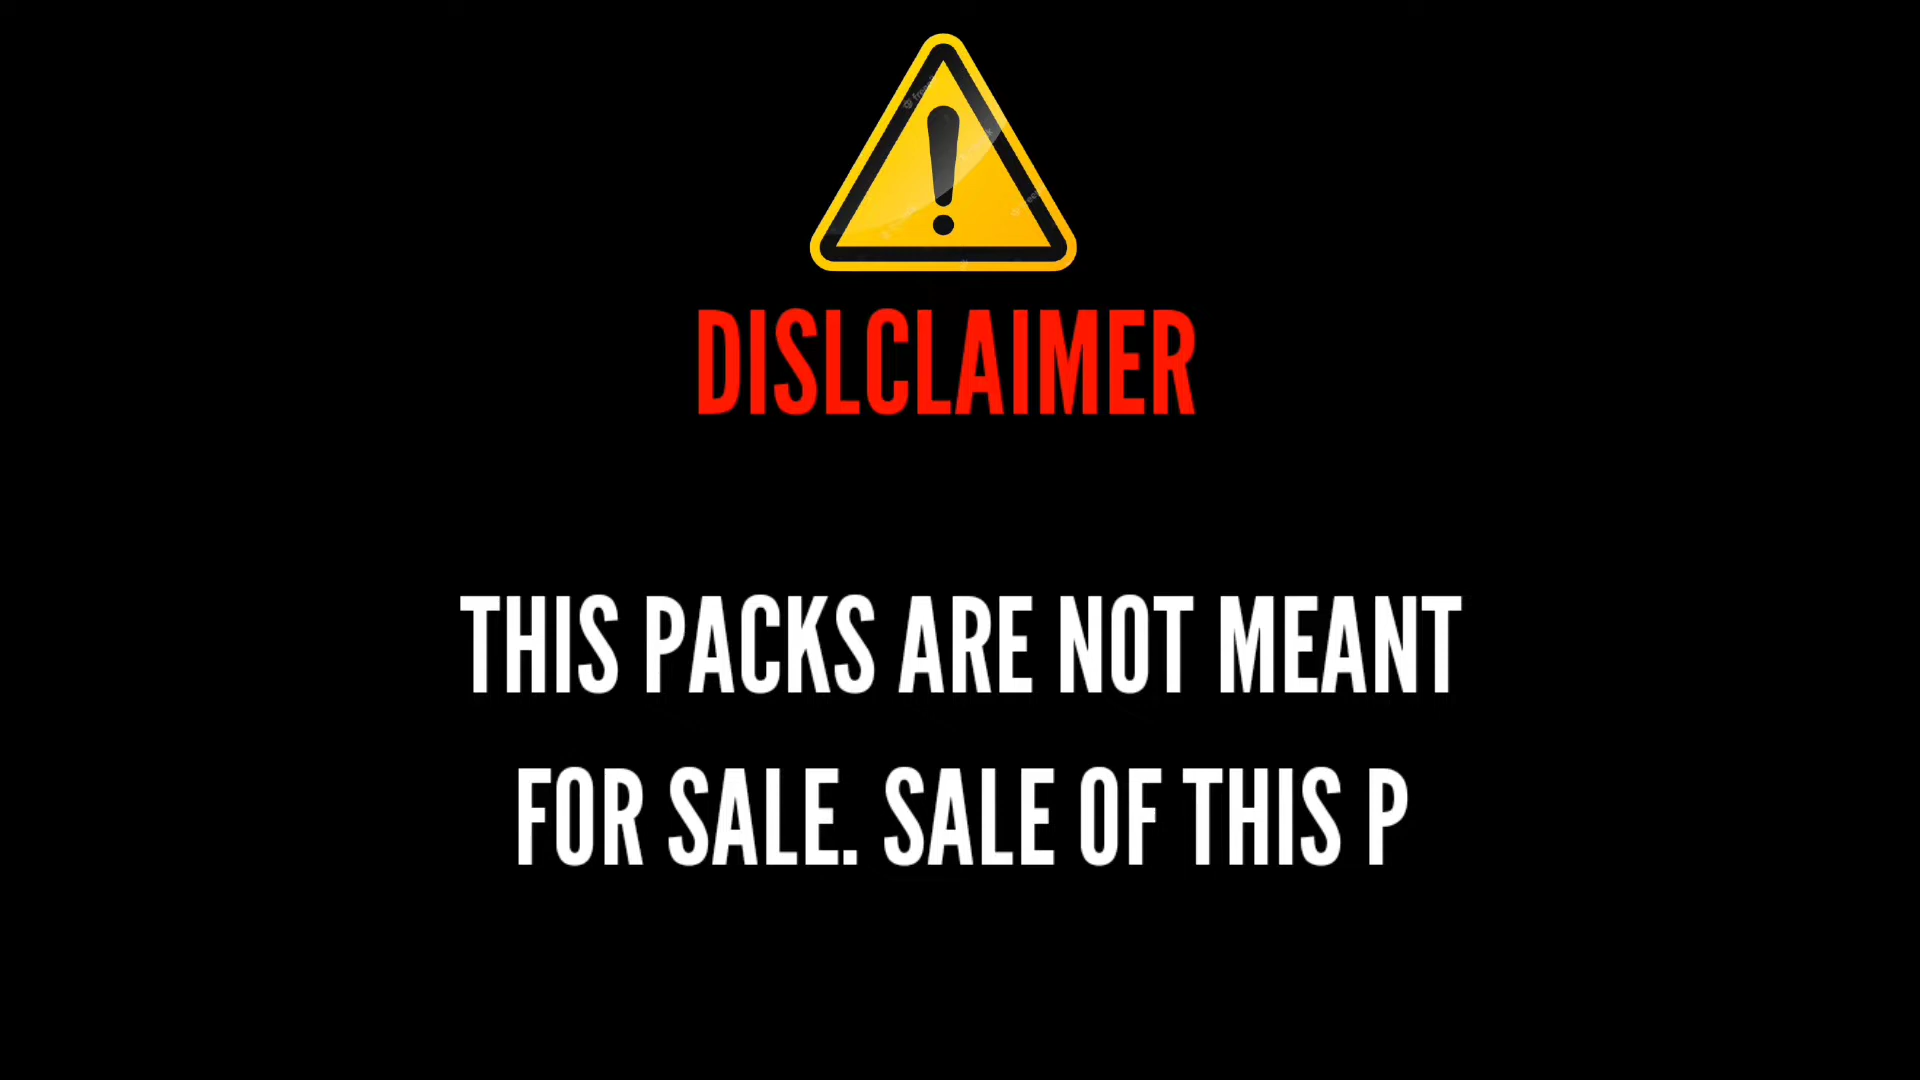 DISLCLAIMER
THIS PACKS ARE NOT MEANT
FOR SALE. SALE OF THIS P